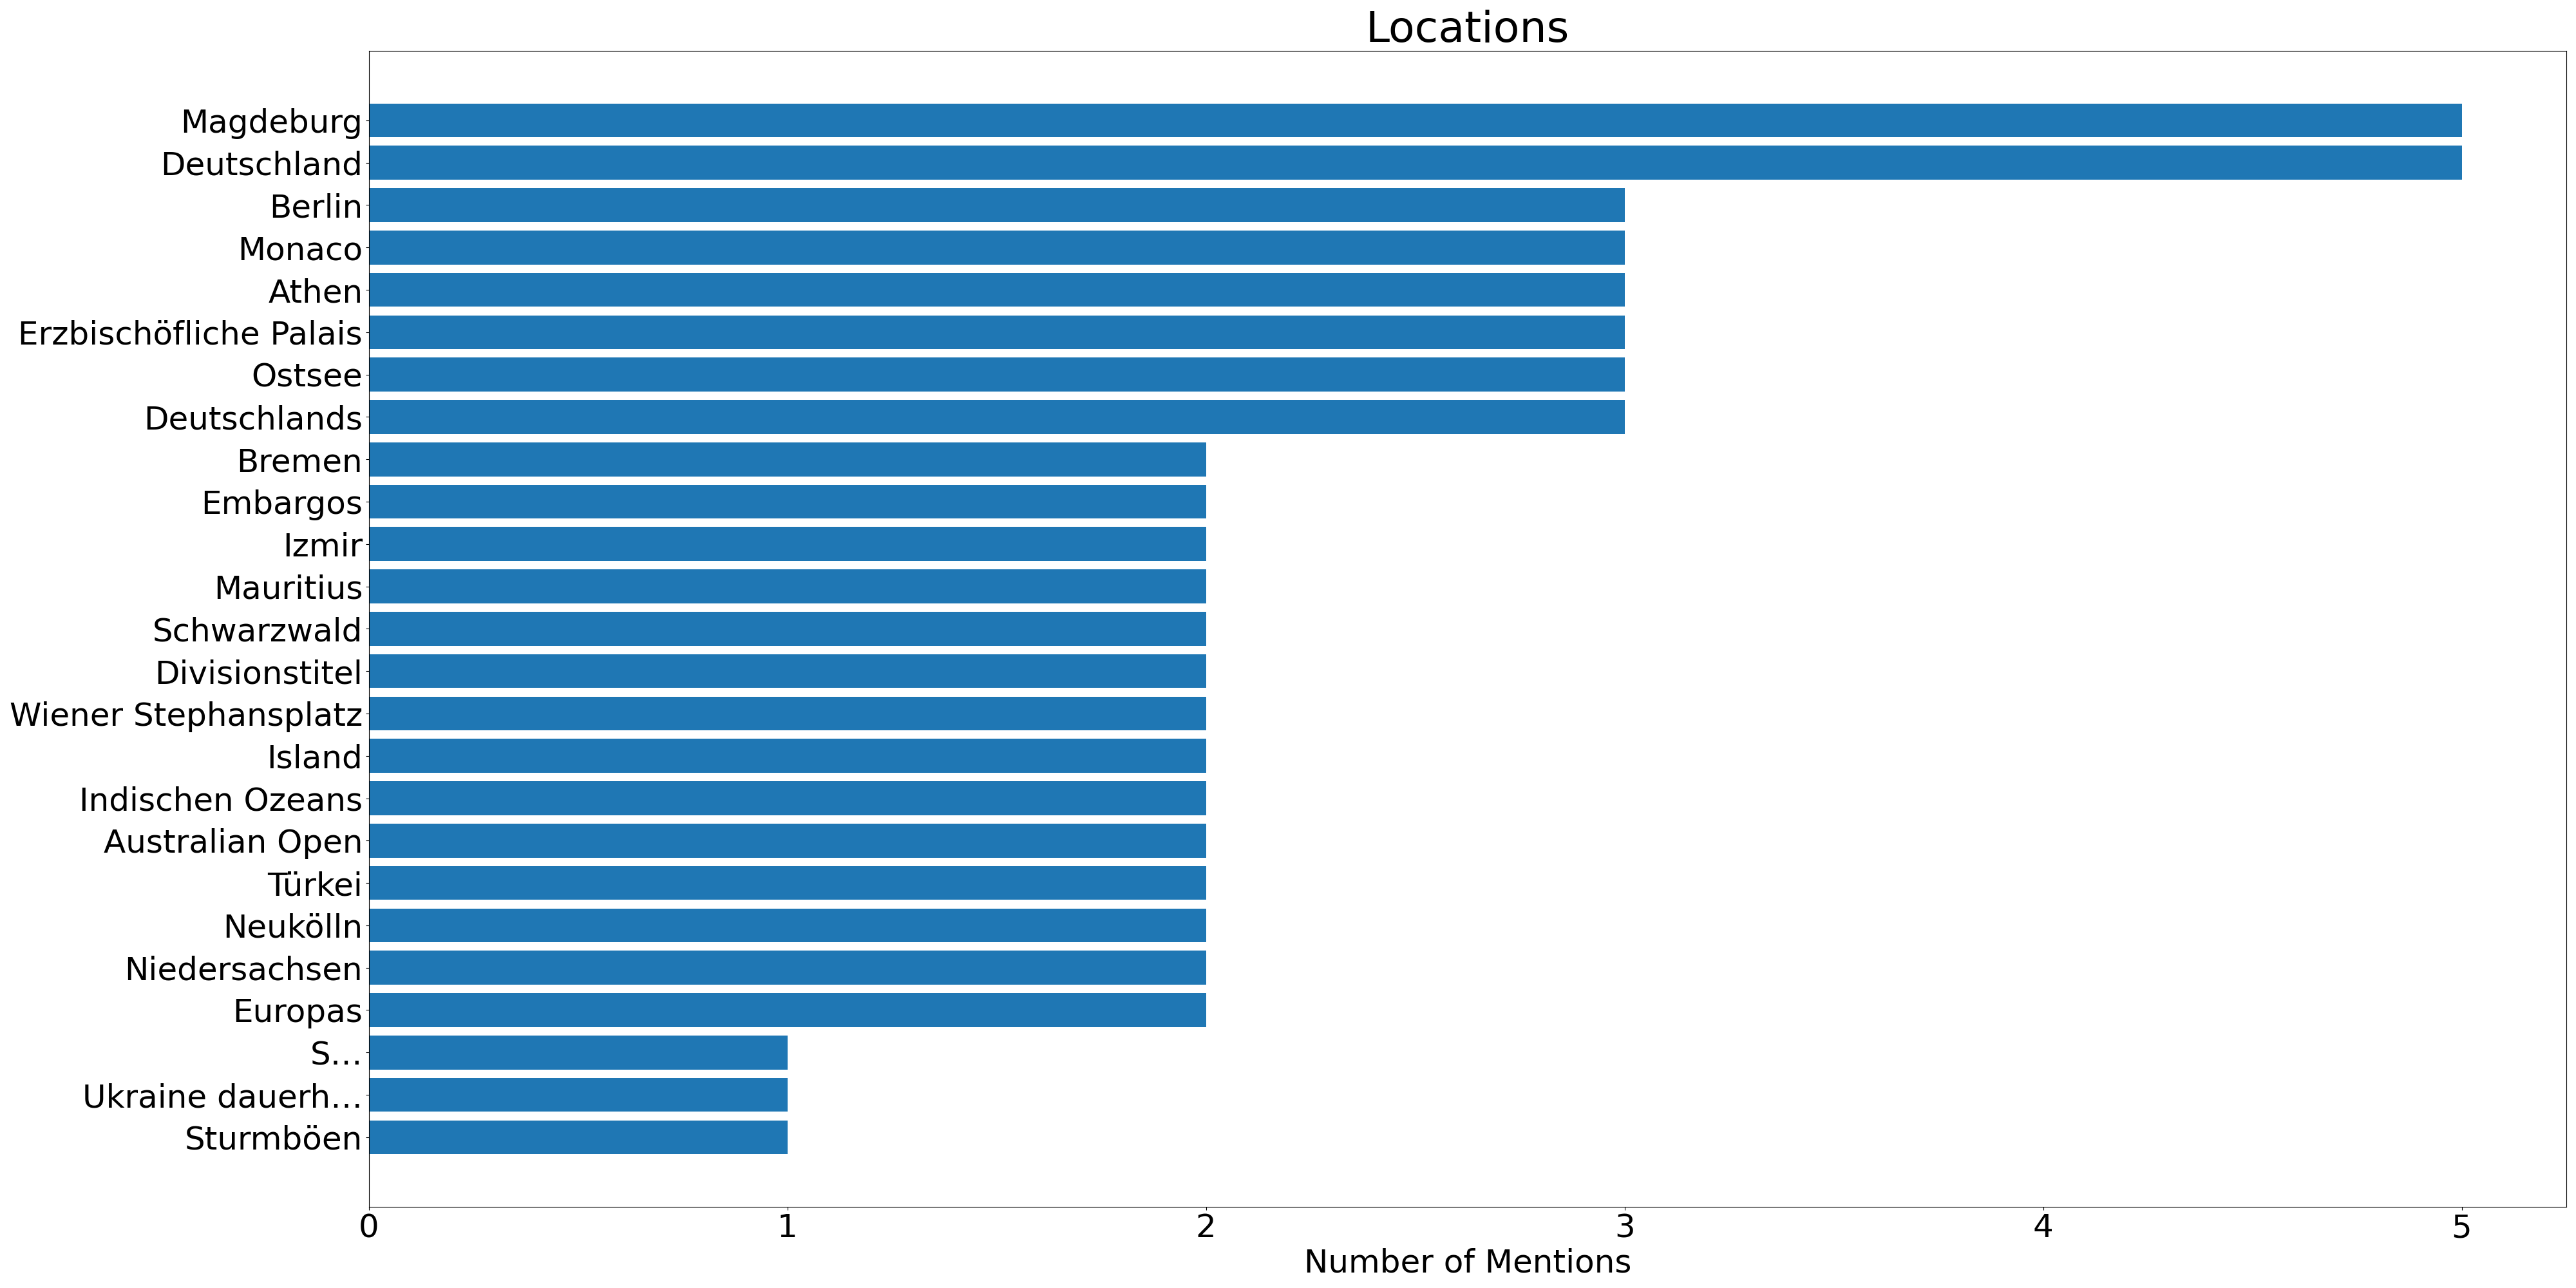 Locations
Magdeburg
Deutschland
Berlin
Monaco
Athen
Erzbischöfliche Palais
Ostsee
Deutschlands
Bremen
Embargos
Izmir
Mauritius
Schwarzwald
Divisionstitel
Wiener Stephansplatz
Island
Indischen Ozeans
Australian Open
Türkei
Neukölln
Niedersachsen
Europas
S…
Ukraine dauerh…
Sturmböen
0 1 2 3 4 5
Number of Mentions